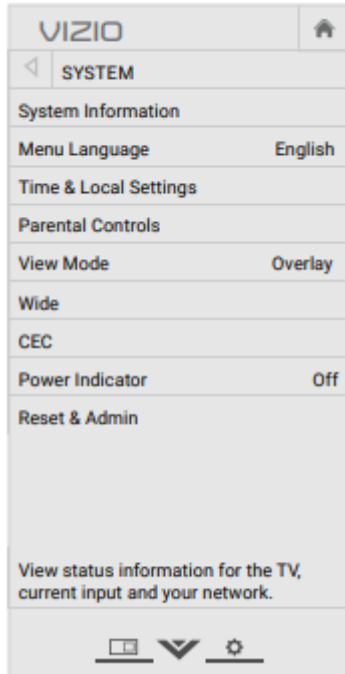 VIZIO
SYSTEM
System Information
Menu Language English
Time & Local Settings
Parental Controls
View Mode Overlay
Wide
CEC
Power Indicator Off
Reset & Admin
View status information for the TV,
current input and your network.